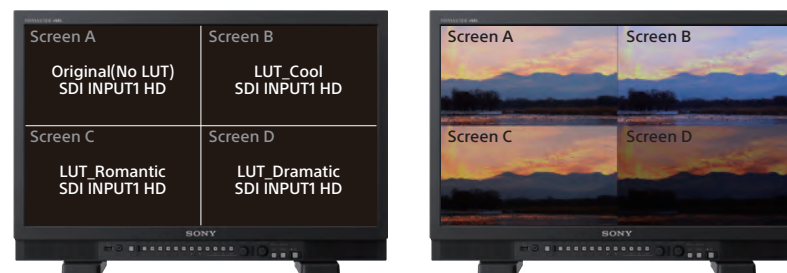 Screen A
Screen B
Original(No LUT)
SDI INPUT1 HD
LUT_Cool
SDI INPUT1 HD
Screen C
Screen D
LUT_Romantic
SDI INPUT1 HD
LUT_Dramatic
SDI INPUT1 HD
SONY
Screen A
Screen B
Screen C
Screen D
SONY